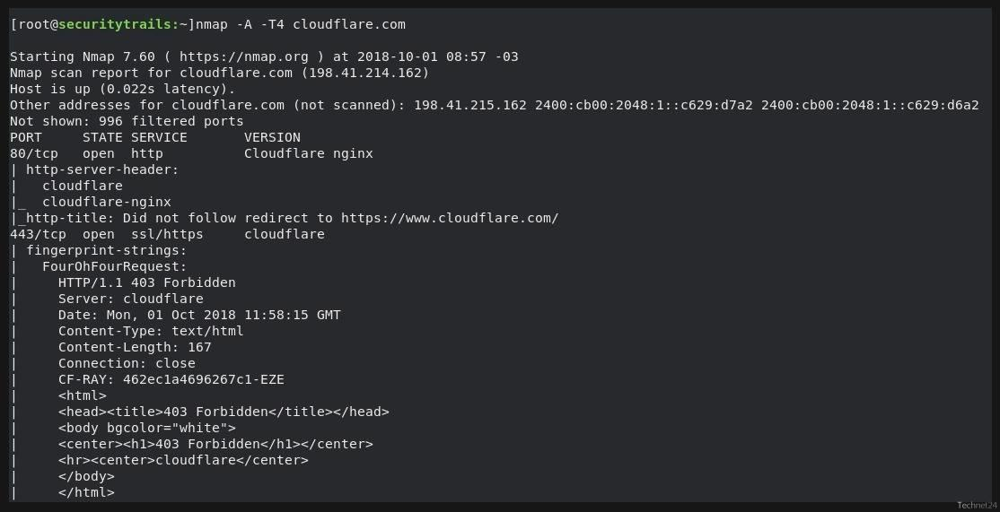 [root@securitytrails:~]nmap -A -T4 cloudflare.com
Starting Nmap 7.60 ( https://nmap.org ) at 2018-10-01 08:57 -03
Nmap scan report for cloudflare.com (198.41.214.162)
Host is up (0.022s latency).
Other addresses for cloudflare.com (not scanned): 198.41.215.162 2400:cb00:2048:1::c629:d7a2 2400:cb00:2048:1::c629:d6a2
Not shown: 996 filtered ports
PORT     STATE SERVICE       VERSION
80/tcp   open  http          Cloudflare nginx
| http-server-header:
|   cloudflare
|_  cloudflare-nginx
|_http-title: Did not follow redirect to https://www.cloudflare.com/
443/tcp  open  ssl/https     cloudflare
| fingerprint-strings:
|   FourOhFourRequest:
|     HTTP/1.1 403 Forbidden
|     Server: cloudflare
|     Date: Mon, 01 Oct 2018 11:58:15 GMT
|     Content-Type: text/html
|     Content-Length: 167
|     Connection: close
|     CF-RAY: 462ec1a4696267c1-EZE
|     <html>
|     <head><title>403 Forbidden</title></head>
|     <body bgcolor="white">
|     <center><h1>403 Forbidden</h1></center>
|     <hr><center>cloudflare</center>
|     </body>
|     </html>
Technet24